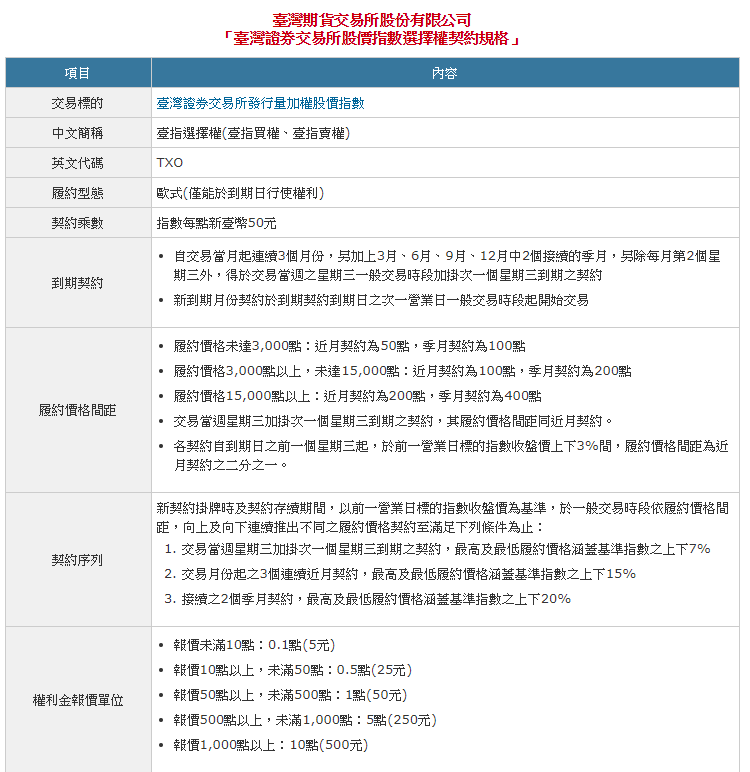 臺灣期貨交易所股份有限公司
「臺灣證券交易所股價指數選擇權契約規格」
項目 內容
交易標的 臺灣證券交易所發行量加權股價指數
中文簡稱 臺指選擇權(臺指買權、臺指賣權)
英文代碼 TXO
履約型態 歐式(僅能於到期日行使權利)
契約乘數 指數每點新臺幣50元
到期契約
• 自交易當月起連續3個月份，另加上3月、6月、9月、12月中2個接續的季月，另除每月第2個星
期三外，得於交易當週之星期三一般交易時段加掛次一個星期三到期之契約
• 新到期月份契約於到期契約到期日之次一營業日一般交易時段起開始交易
履約價格間距
• 履約價格未達3,000點：近月契約為50點，季月契約為100點
• 履約價格3,000點以上，未達15,000點：近月契約為100點，季月契約為200點
• 履約價格15,000點以上：近月契約為200點，季月契約為400點
• 交易當週星期三加掛次一個星期三到期之契約，其履約價格間距同近月契約。
• 各契約自到期日之前一個星期三起，於前一營業日標的指數收盤價上下3%間，履約價格間距為近
月契約之二分之一。
契約序列
新契約掛牌時及契約存續期間，以前一營業日標的指數收盤價為基準，於一般交易時段依履約價格間
距，向上及向下連續推出不同之履約價格契約至滿足下列條件為止：
1. 交易當週星期三加掛次一個星期三到期之契約，最高及最低履約價格涵蓋基準指數之上下7%
2. 交易月份起之3個連續近月契約，最高及最低履約價格涵蓋基準指數之上下15%
3. 接續之2個季月契約，最高及最低履約價格涵蓋基準指數之上下20%
權利金報價單位
• 報價未滿10點：0.1點(5元)
• 報價10點以上，未滿50點：0.5點(25元)
• 報價50點以上，未滿500點：1點(50元)
• 報價500點以上，未滿1,000點：5點(250元)
• 報價1,000點以上：10點(500元)